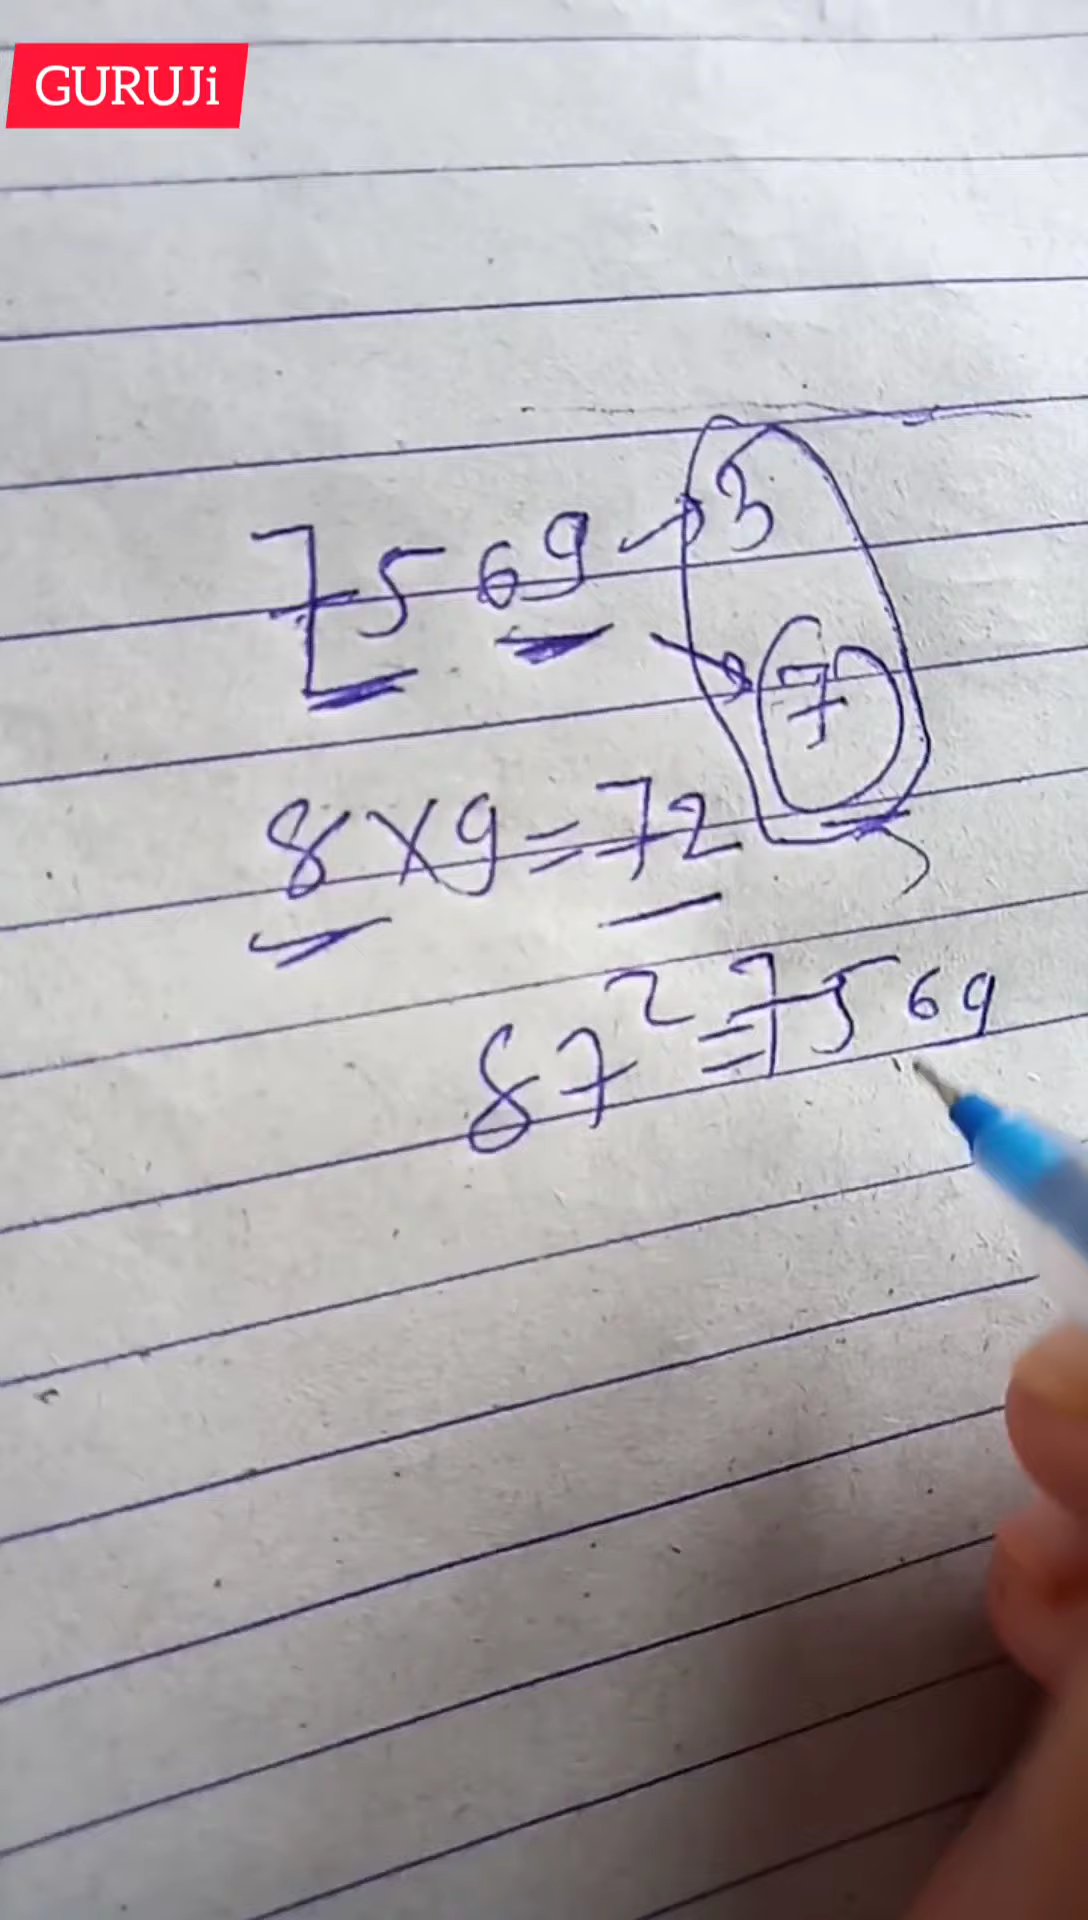 GURUJi
7569 → 3
→ 7
8×9=72
87² = 7569